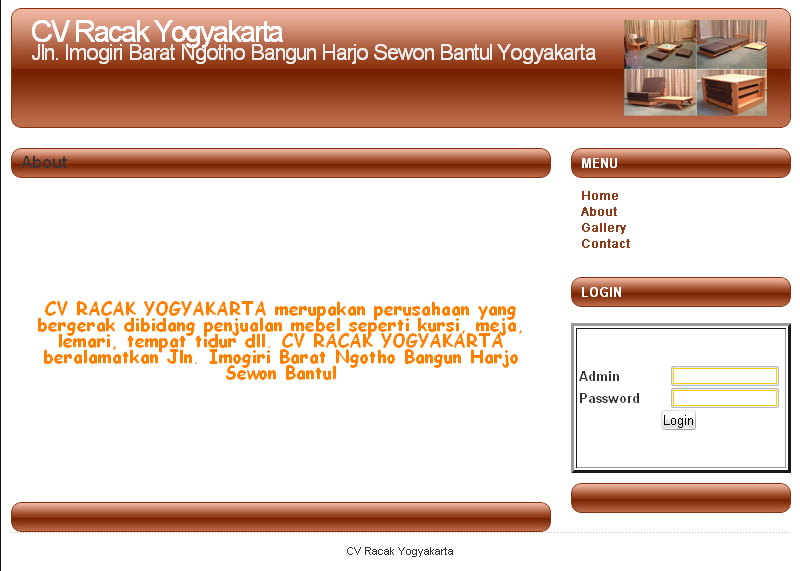 CV Racak Yogyakarta
Jln. Imogiri Barat Ngotho Bangun Harjo Sewon Bantul Yogyakarta
About
CV RACAK YOGYAKARTA merupakan perusahaan yang
bergerak dibidang penjualan mebel seperti kursi, meja,
lemari, tempat tidur dll. CV RACAK YOGYAKARTA
beralamatkan Jln. Imogiri Barat Ngotho Bangun Harjo
Sewon Bantul
MENU
Home
About
Gallery
Contact
LOGIN
Admin
Password
Login
CV Racak Yogyakarta